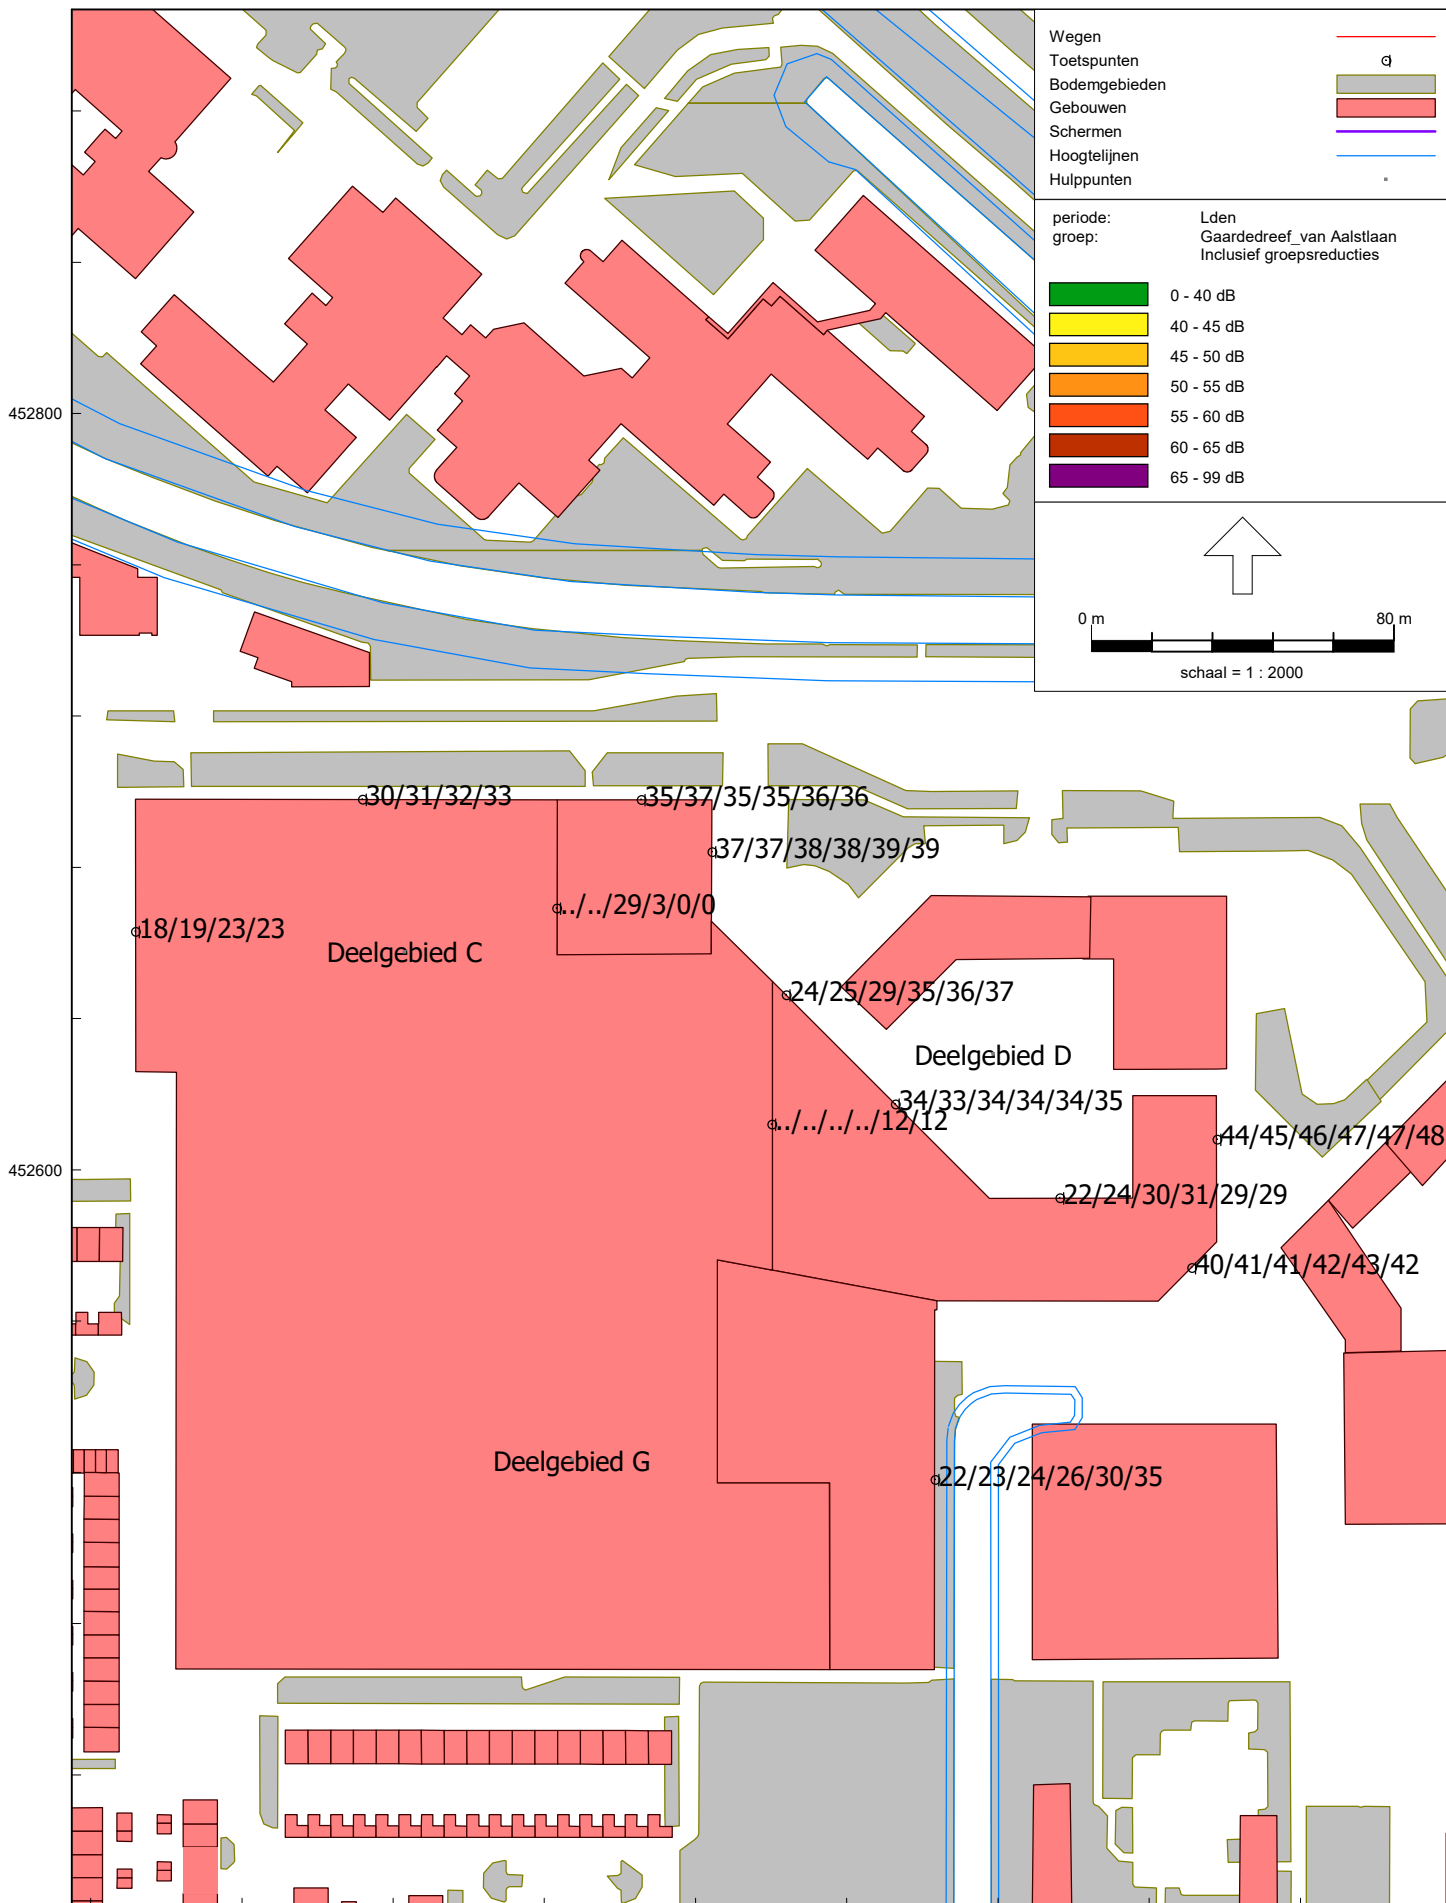 Wegen
Toetspunten
Bodemgebieden
Gebouwen
Schermen
Hoogtelijnen
Hulppunten
periode: Lden
groep: Gaardedreef_van Aalstlaan
Inclusief groepsreducties
0 - 40 dB
40 - 45 dB
45 - 50 dB
50 - 55 dB
55 - 60 dB
60 - 65 dB
65 - 99 dB
452800
0 m 80 m
schaal = 1 : 2000
30/31/32/33
35/37/35/35/36/36
37/37/38/38/39/39
../../29/3/0/0
18/19/23/23
Deelgebied C
24/25/29/35/36/37
Deelgebied D
34/33/34/34/34/35
../../../../12/12
44/45/46/47/47/48
452600
22/24/30/31/29/29
40/41/41/42/43/42
Deelgebied G
22/23/24/26/30/35